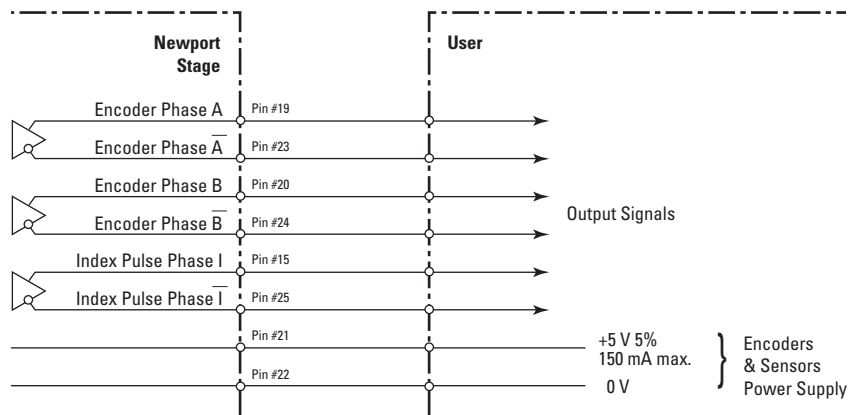 Newport
Stage
User
Encoder Phase A Pin #19
Encoder Phase A̅ Pin #23
Encoder Phase B Pin #20
Encoder Phase B̅ Pin #24
Output Signals
Index Pulse Phase I Pin #15
Index Pulse Phase I̅ Pin #25
Pin #21
+5 V 5%
150 mA max.
Pin #22
0 V
}
Encoders
& Sensors
Power Supply